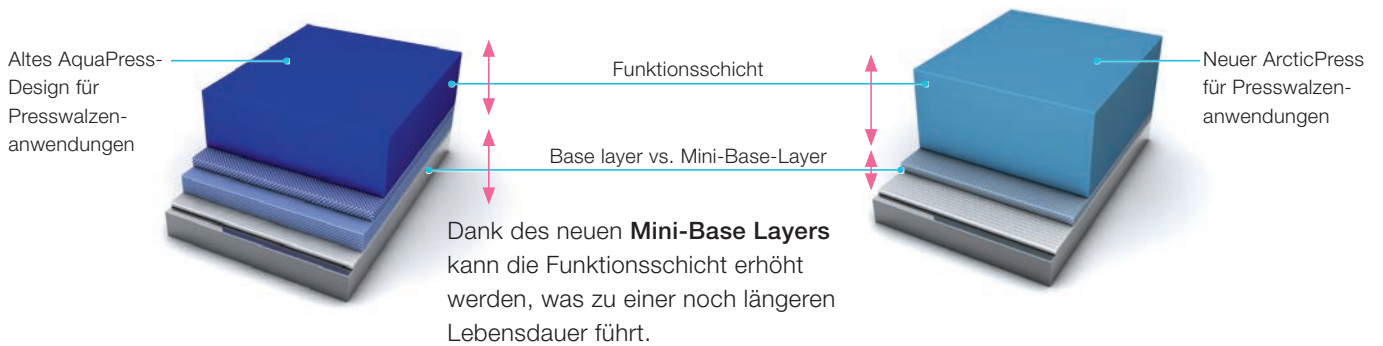 Altes AquaPress-
Design für
Presswalzen-
anwendungen
Funktionsschicht
Neuer ArcticPress
für Presswalzen-
anwendungen
Base layer vs. Mini-Base-Layer
Dank des neuen Mini-Base Layers
kann die Funktionsschicht erhöht
werden, was zu einer noch längeren
Lebensdauer führt.